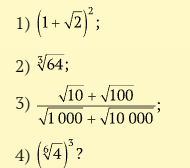 1) (1 + √2)²;
2) ∛64;
3) (√10 + √100) / (√1 000 + √10 000);
4) (⁶√4)³?